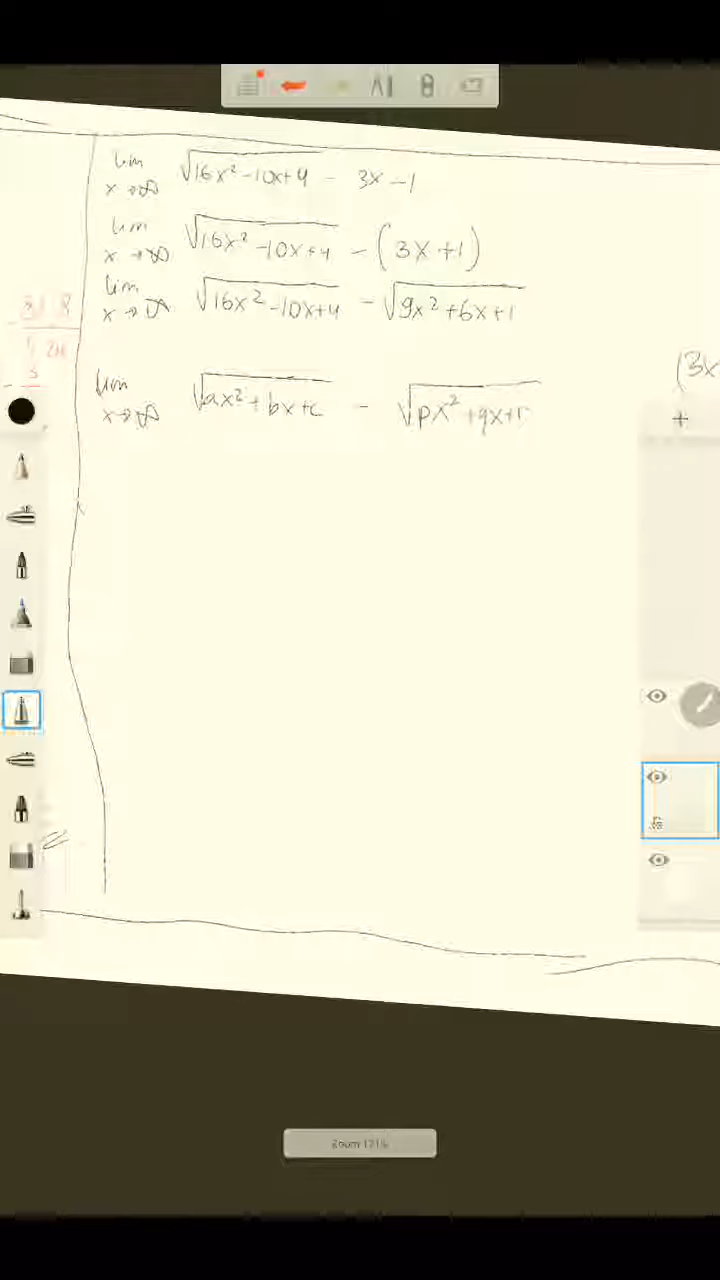 lim x→∞ √16x² - 10x + 4 - 3x - 1
lim x→∞ √16x² - 10x + 4 - (3x + 1)
lim x→∞ √16x² - 10x + 4 - √9x² + 6x + 1
lim x→∞ √ax² + bx + c - √px² + qx + r
(3x
+